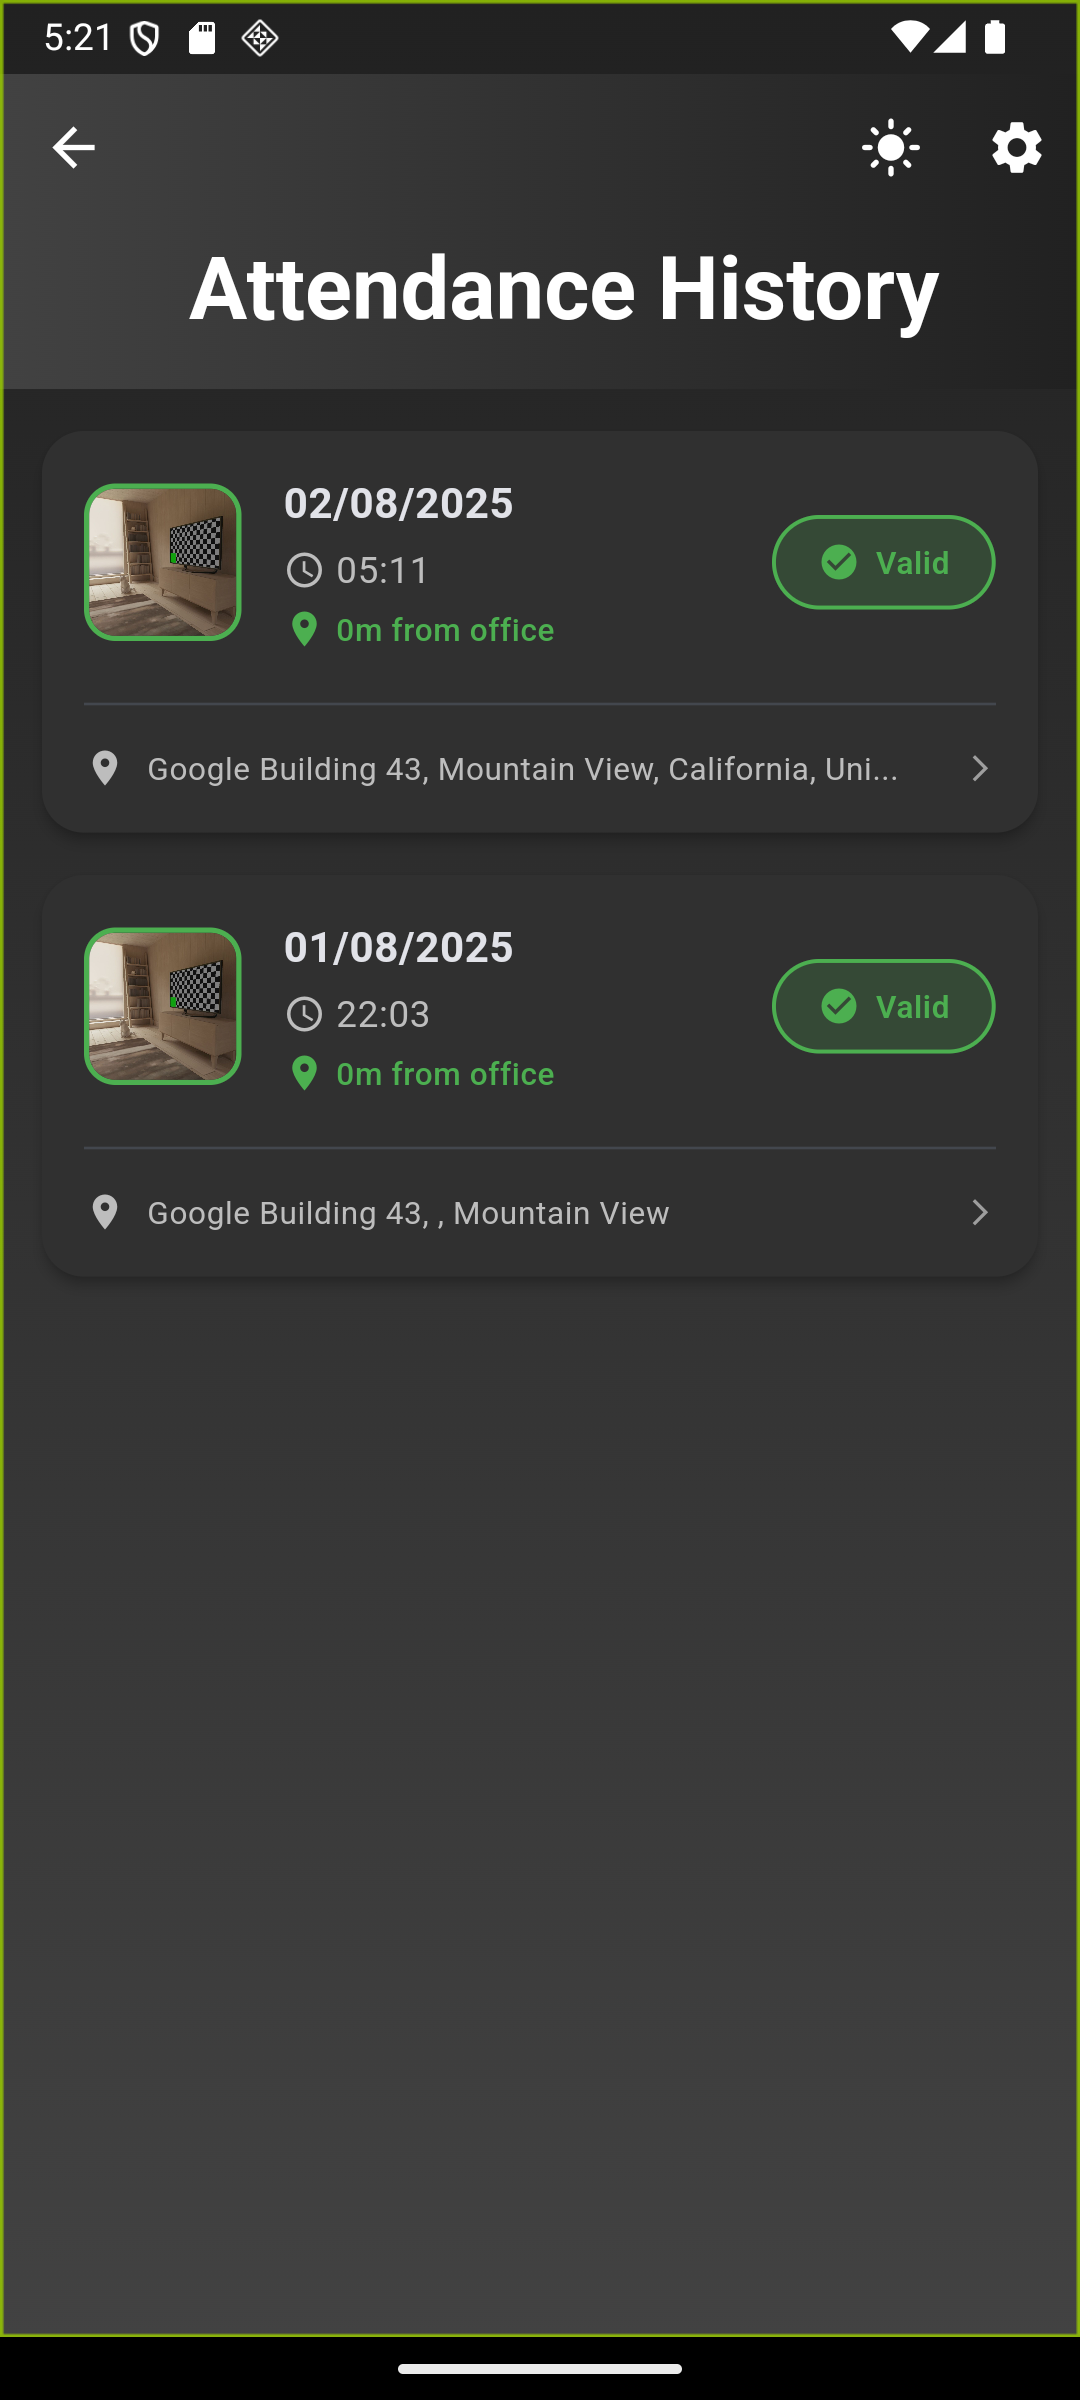 5:21
Attendance History
02/08/2025
05:11
0m from office
Valid
Google Building 43, Mountain View, California, Uni...
01/08/2025
22:03
0m from office
Valid
Google Building 43, , Mountain View